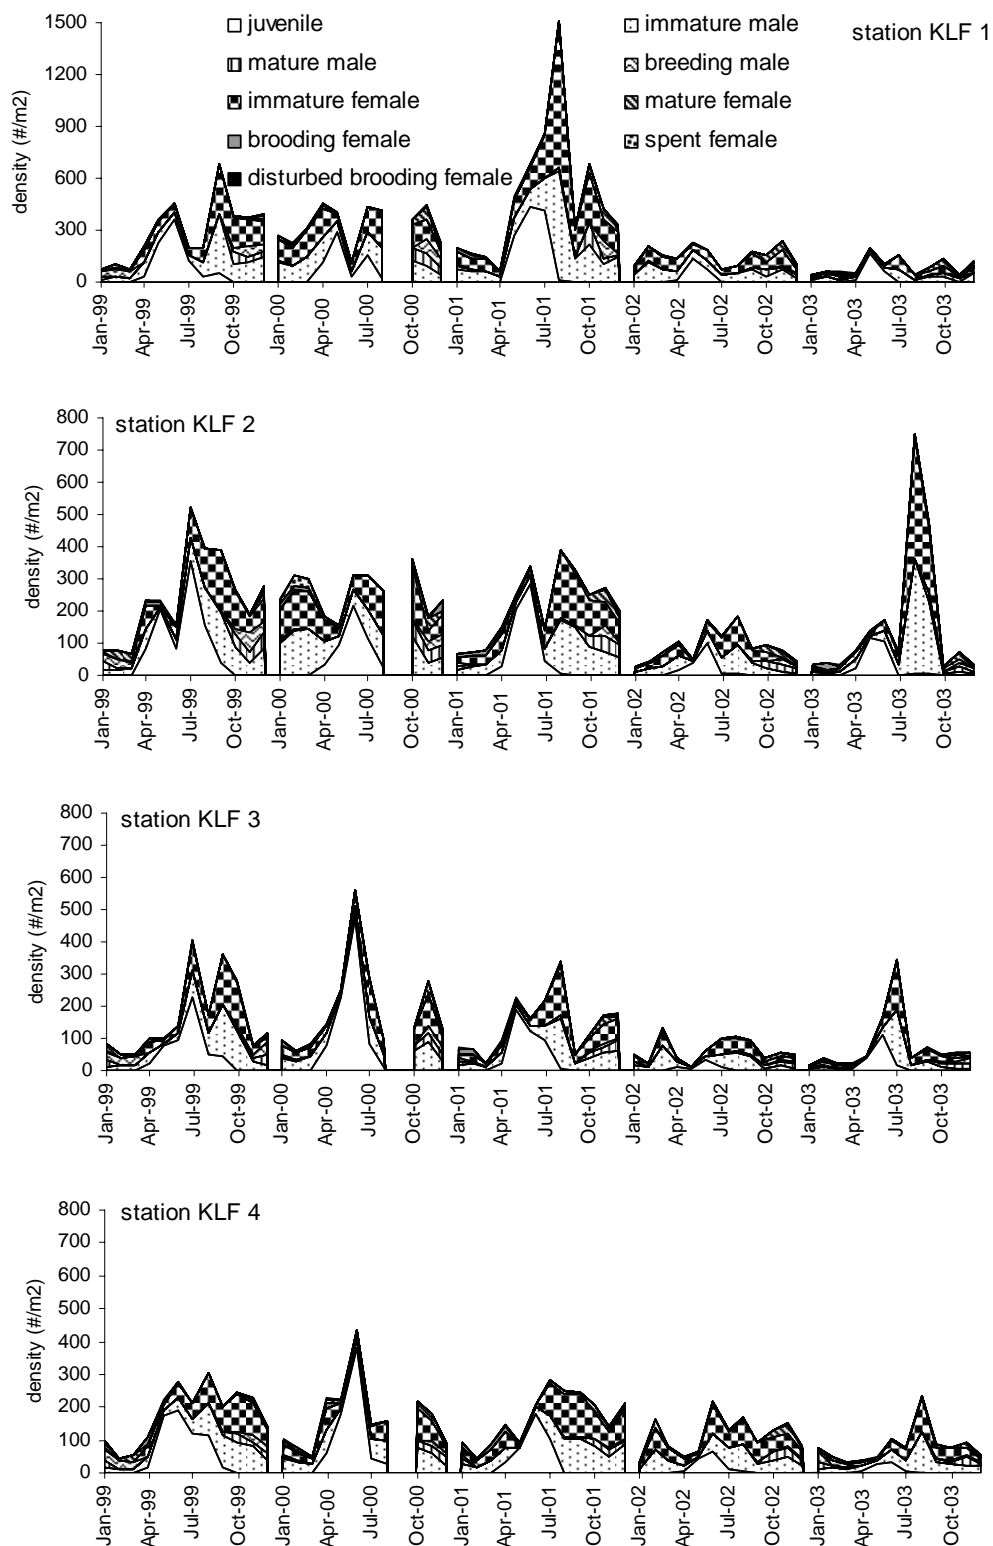 station KLF 1
juvenile
immature male
mature male
breeding male
immature female
mature female
brooding female
spent female
disturbed brooding female
density (#/m2)
1500
1200
900
600
300
0
Jan-99
Apr-99
Jul-99
Oct-99
Jan-00
Apr-00
Jul-00
Oct-00
Jan-01
Apr-01
Jul-01
Oct-01
Jan-02
Apr-02
Jul-02
Oct-02
Jan-03
Apr-03
Jul-03
Oct-03
station KLF 2
density (#/m2)
800
700
600
500
400
300
200
100
0
Jan-99
Apr-99
Jul-99
Oct-99
Jan-00
Apr-00
Jul-00
Oct-00
Jan-01
Apr-01
Jul-01
Oct-01
Jan-02
Apr-02
Jul-02
Oct-02
Jan-03
Apr-03
Jul-03
Oct-03
station KLF 3
density (#/m2)
800
700
600
500
400
300
200
100
0
Jan-99
Apr-99
Jul-99
Oct-99
Jan-00
Apr-00
Jul-00
Oct-00
Jan-01
Apr-01
Jul-01
Oct-01
Jan-02
Apr-02
Jul-02
Oct-02
Jan-03
Apr-03
Jul-03
Oct-03
station KLF 4
density (#/m2)
800
700
600
500
400
300
200
100
0
Jan-99
Apr-99
Jul-99
Oct-99
Jan-00
Apr-00
Jul-00
Oct-00
Jan-01
Apr-01
Jul-01
Oct-01
Jan-02
Apr-02
Jul-02
Oct-02
Jan-03
Apr-03
Jul-03
Oct-03